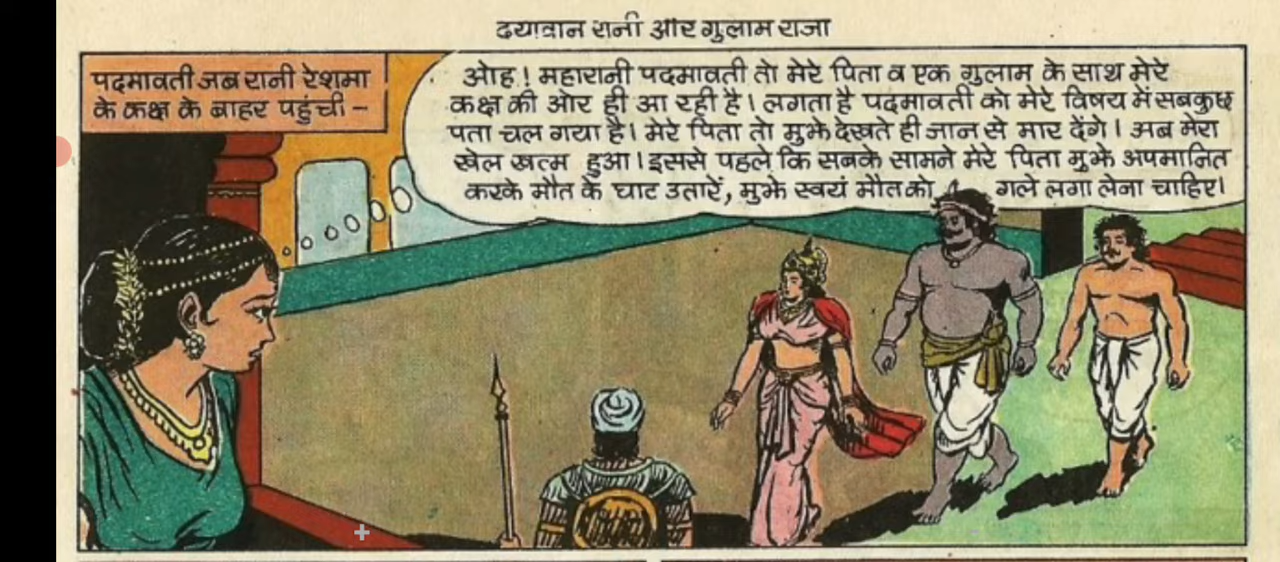 दयावान रानी और गुलाम राजा
पदमावती जब रानी रेशमा
के कक्ष के बाहर पहुंची –
ओह! महारानी पदमावती तो मेरे पिता व एक गुलाम के साथ मेरे
कक्ष की ओर ही आ रही है। लगता है पदमावती को मेरे विषय में सबकुछ
पता चल गया है। मेरे पिता तो मुझे देखते ही जान से मार देंगे। अब मेरा
खेल खत्म हुआ। इससे पहले कि सबके सामने मेरे पिता मुझे अपमानित
करके मौत के घाट उतारें, मुझे स्वयं मौत को गले लगा लेना चाहिए।